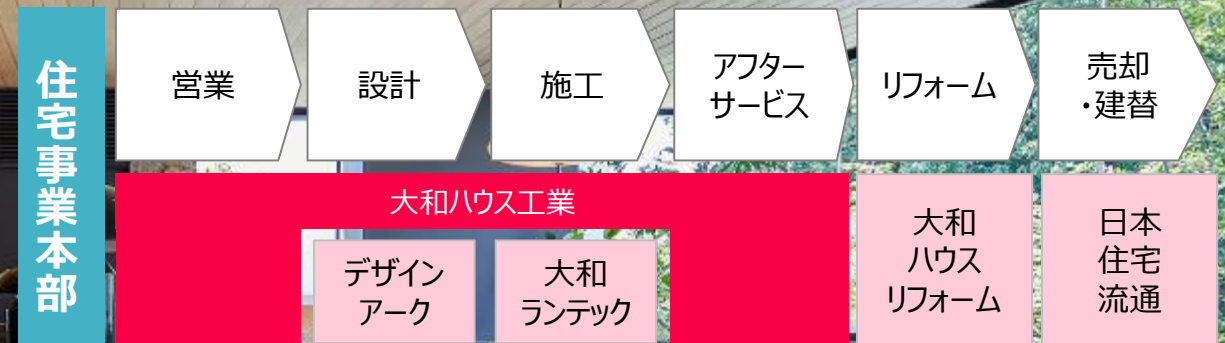 住宅事業本部
営業
設計
施工
アフター
サービス
リフォーム
売却
・建替
大和ハウス工業
デザイン
アーク
大和
ランテック
大和
ハウス
リフォーム
日本
住宅
流通